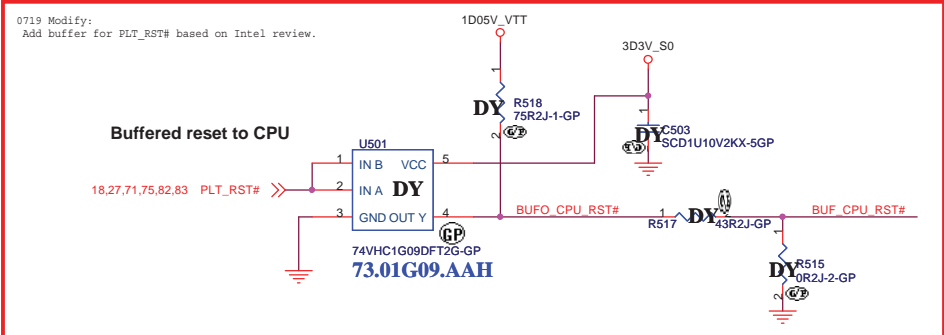 0719 Modify:
Add buffer for PLT_RST# based on Intel review.
1D05V_VTT
3D3V_S0
1
DY
R518
75R2J-1-GP
2
G/P
1
DY
C503
SCD1U10V2KX-5GP
Buffered reset to CPU
U501
1 IN B VCC 5
18,27,71,75,82,83 PLT_RST#
2 IN A DY
3 GND OUT Y 4
GP
74VHC1G09DFT2G-GP
73.01G09.AAH
BUFO_CPU_RST#
1
R517
DY
43R2J-GP
BUF_CPU_RST#
1
DY
R515
0R2J-2-GP
2
G/P